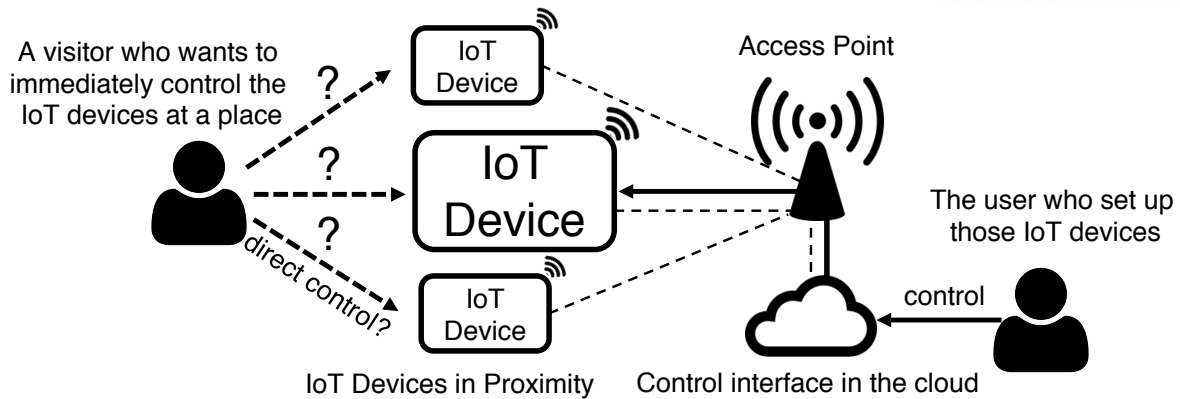 A visitor who wants to
immediately control the
IoT devices at a place
?
?
?
direct control?
IoT
Device
IoT
Device
IoT
Device
IoT Devices in Proximity
Access Point
Control interface in the cloud
control
The user who set up
those IoT devices